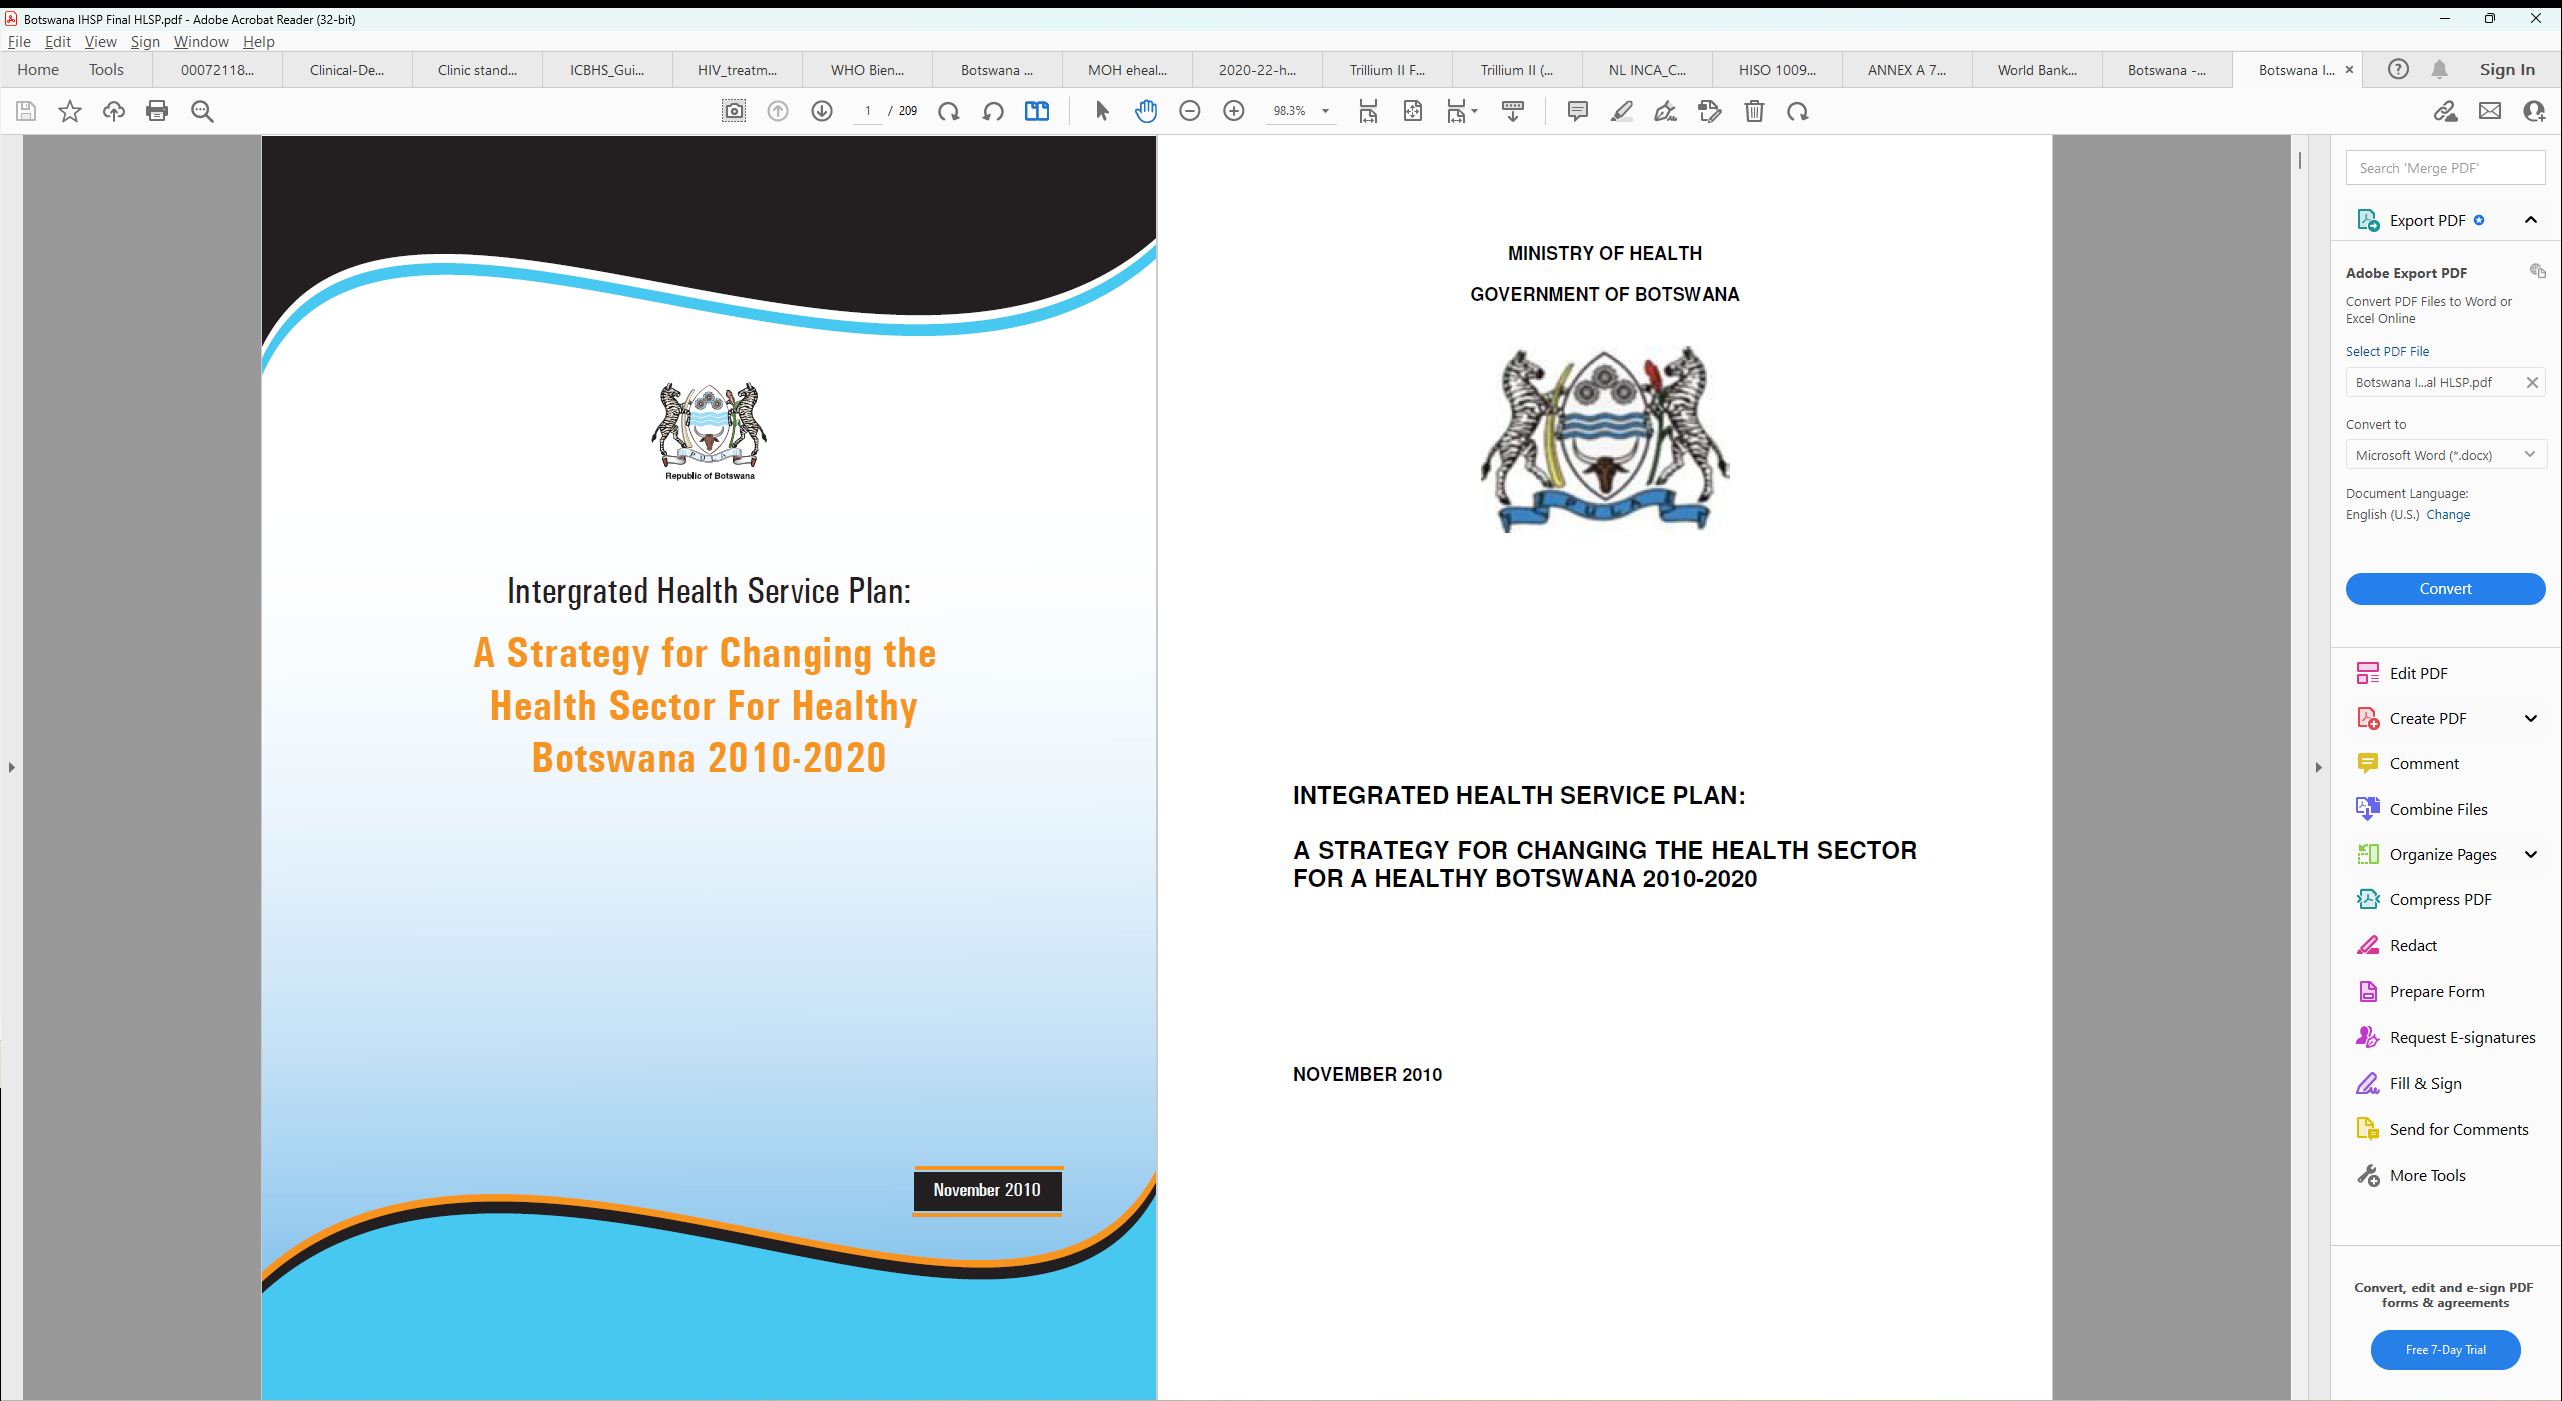 Botswana IHSP Final HLSP.pdf - Adobe Acrobat Reader (32-bit)
File Edit View Sign Window Help
Home Tools 00072118... Clinical-De... Clinic stand... ICBHS_Gui... HIV_treatm... WHO Bien... Botswana ... MOH eheal... 2020-22-h... Trillium II F... Trillium II (... NL INCA_C... HISO 1009... ANNEX A 7... World Bank... Botswana -... Botswana I... Sign In
1 / 209 98.3%
Republic of Botswana
Intergrated Health Service Plan:
A Strategy for Changing the
Health Sector For Healthy
Botswana 2010-2020
November 2010
MINISTRY OF HEALTH
GOVERNMENT OF BOTSWANA
PULA
INTEGRATED HEALTH SERVICE PLAN:
A STRATEGY FOR CHANGING THE HEALTH SECTOR
FOR A HEALTHY BOTSWANA 2010-2020
NOVEMBER 2010
Search 'Merge PDF'
Export PDF
Adobe Export PDF
Convert PDF Files to Word or
Excel Online
Select PDF File
Botswana I...al HLSP.pdf
Convert to
Microsoft Word (*.docx)
Document Language:
English (U.S.) Change
Convert
Edit PDF
Create PDF
Comment
Combine Files
Organize Pages
Compress PDF
Redact
Prepare Form
Request E-signatures
Fill & Sign
Send for Comments
More Tools
Convert, edit and e-sign PDF
forms & agreements
Free 7-Day Trial